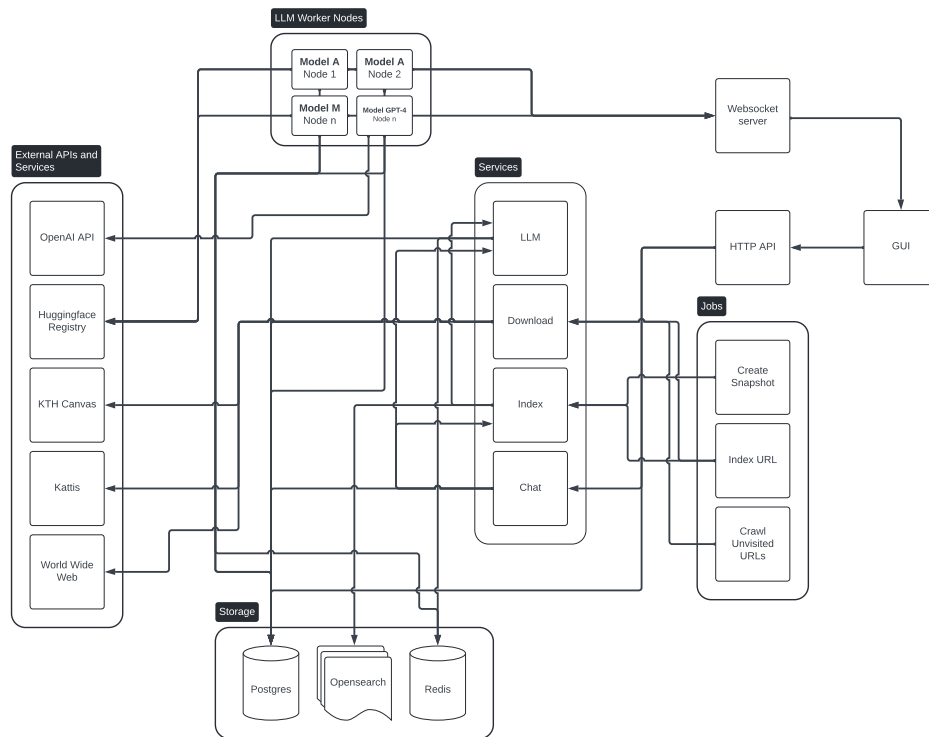 LLM Worker Nodes
Model A
Node 1
Model A
Node 2
Model M
Node n
Model GPT-4
Node n
Websocket
server
External APIs and
Services
Services
OpenAI API
LLM
HTTP API
GUI
Huggingface
Registry
Download
Jobs
Create
Snapshot
KTH Canvas
Index
Index URL
Kattis
Chat
Crawl
Unvisited
URLs
World Wide
Web
Storage
Postgres
Opensearch
Redis